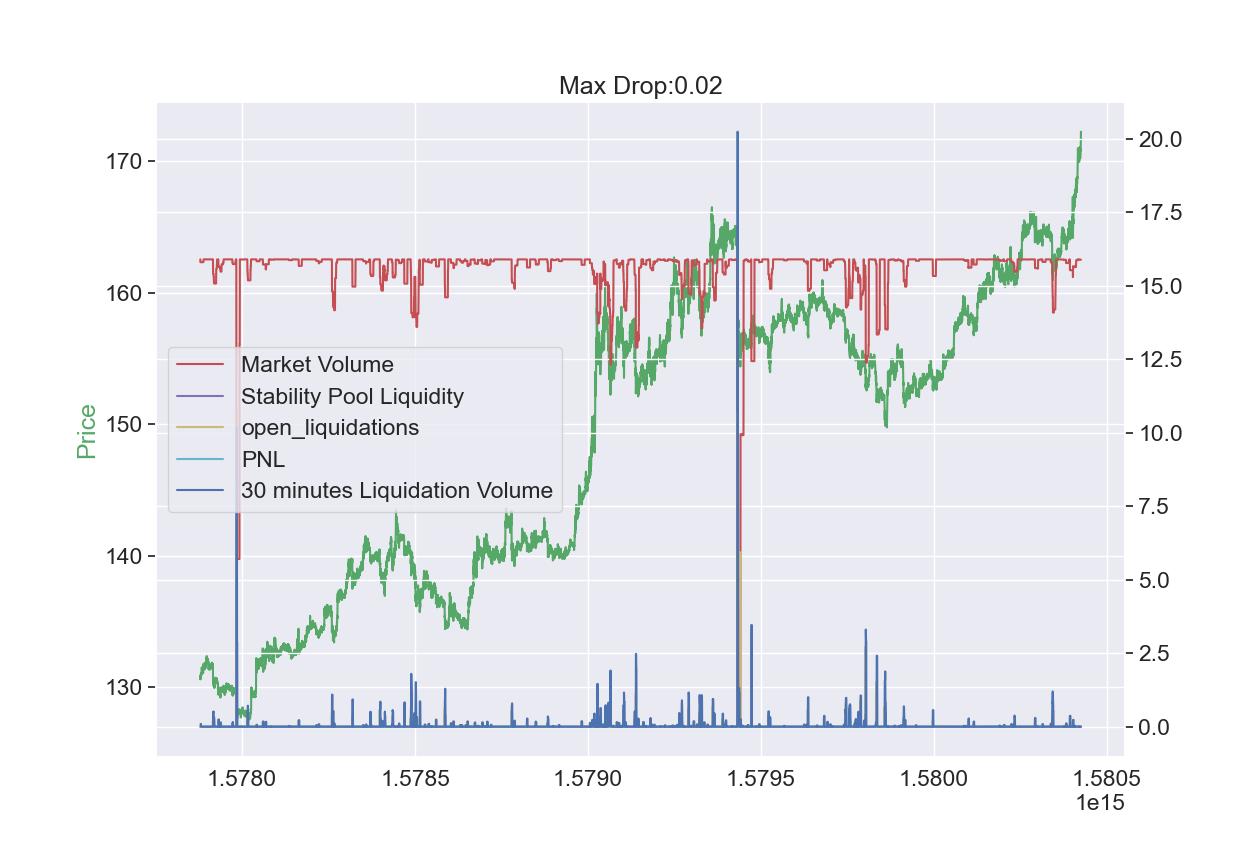 Max Drop:0.02
170
160
150
140
130
Price
20.0
17.5
15.0
12.5
10.0
7.5
5.0
2.5
0.0
Market Volume
Stability Pool Liquidity
open_liquidations
PNL
30 minutes Liquidation Volume
1.5780 1.5785 1.5790 1.5795 1.5800 1.5805
1e15